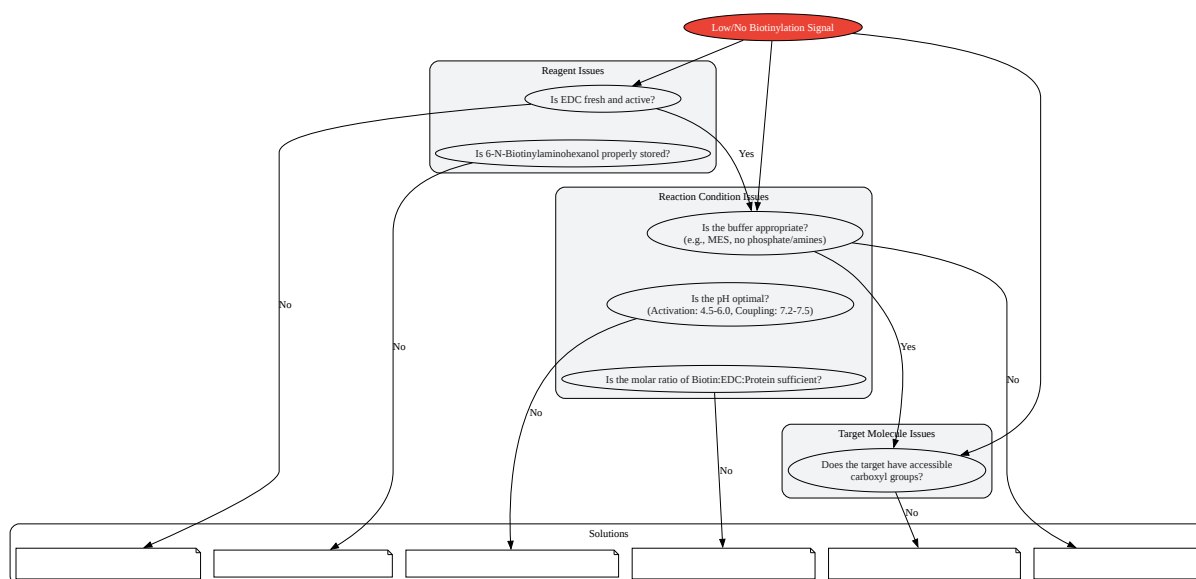 Low/No Biotinylation Signal
Reagent Issues
Is EDC fresh and active?
Is 6-N-Biotinylaminohexanol properly stored?
Yes
Reaction Condition Issues
Is the buffer appropriate?
(e.g., MES, no phosphate/amines)
Is the pH optimal?
(Activation: 4.5-6.0, Coupling: 7.2-7.5)
No
No
Yes
Is the molar ratio of Biotin:EDC:Protein sufficient?
No
No
Target Molecule Issues
Does the target have accessible
carboxyl groups?
No
No
Solutions